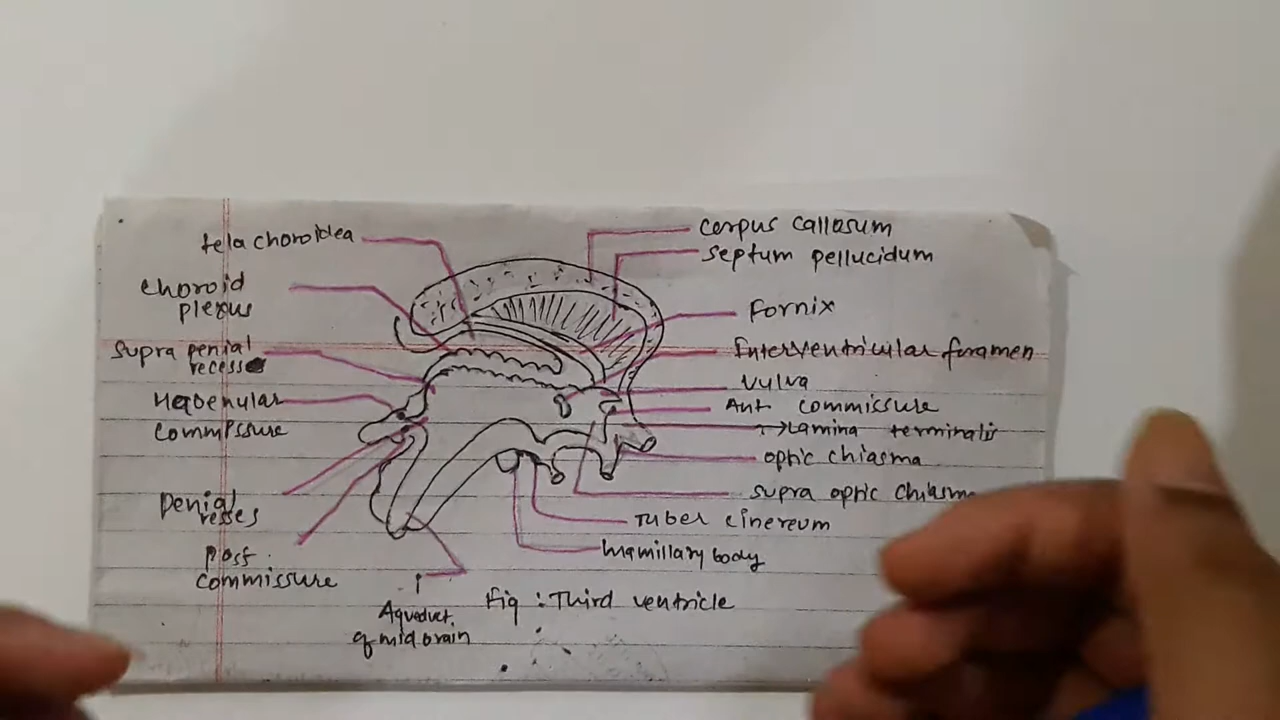 tela choroidea
choroid
plexus
Supra penial
recess
Habenular
commissure
Penial
resses
post.
commissure
Aqueduct
of midbrain
corpus callosum
septum pellucidum
Fornix
Interventricular foramen
Vulva
Ant commissure
→Lamina terminalis
optic chiasma
supra optic chiasma
Tuber cinereum
Mamillary body
Fig : Third ventricle